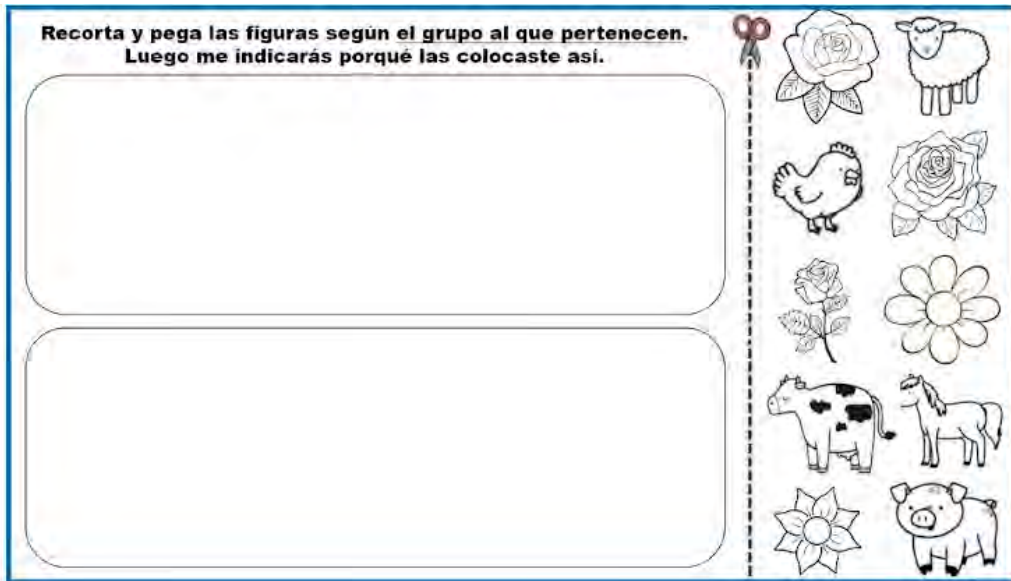 Recorta y pega las figuras según el grupo al que pertenecen.
Luego me indicarás porqué las colocaste así.